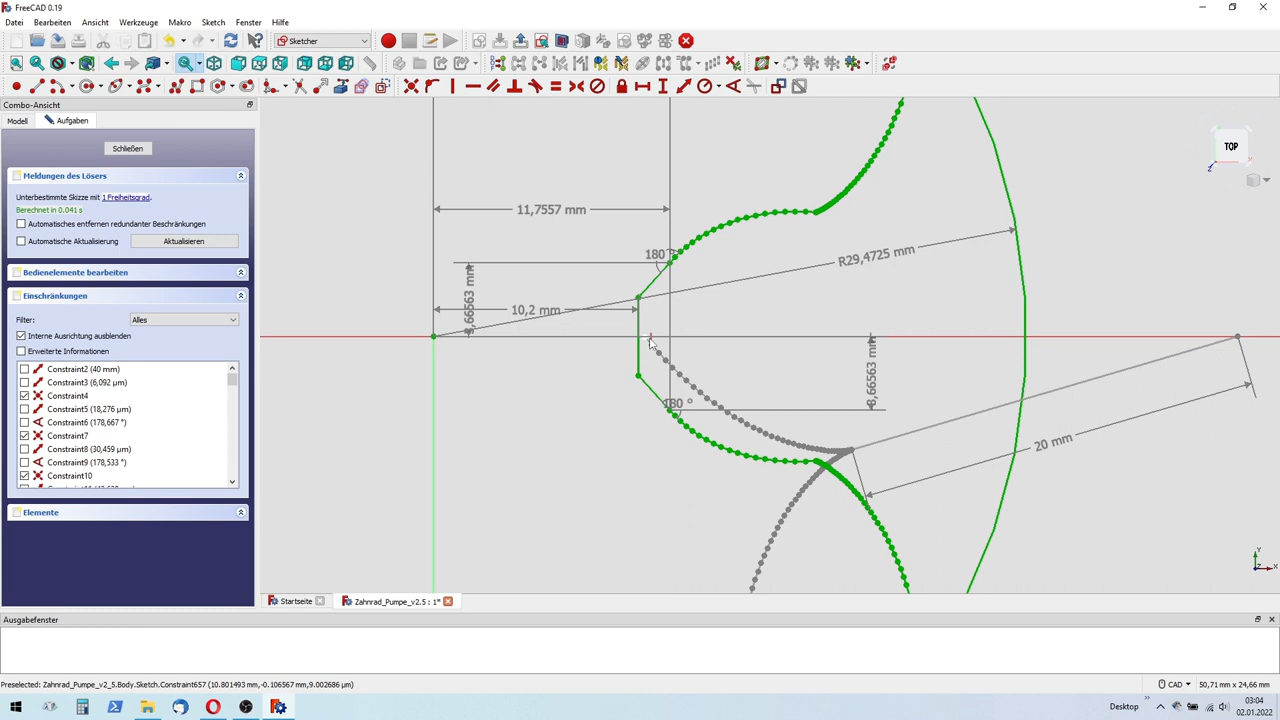 FreeCAD 0.19
Datei Bearbeiten Ansicht Werkzeuge Makro Sketch Fenster Hilfe
Sketcher
Combo-Ansicht
Modell Aufgaben
Schließen
Meldungen des Lösers
Unterbestimmte Skizze mit 1 Freiheitsgrad.
Berechnet in 0.041 s
Automatisches entfernen redundanter Beschränkungen
Automatische Aktualisierung Aktualisieren
Bedienelemente bearbeiten
Einschränkungen
Filter: Alles
Interne Ausrichtung ausblenden
Erweiterte Informationen
Constraint2 (40 mm)
Constraint3 (6,092 µm)
Constraint4
Constraint5 (18,276 µm)
Constraint6 (178,667 °)
Constraint7
Constraint8 (30,459 µm)
Constraint9 (178,533 °)
Constraint10
Elemente
TOP
11,7557 mm
180 °
R29,4725 mm
10,2 mm
180 °
20 mm
Y
X
Z
Startseite Zahnrad_Pumpe_v2.5 : 1*
Ausgabefenster
Preselected: Zahnrad_Pumpe_v2_5.Body.Sketch.Constraint657 (10.801493 mm,-0.106567 mm,9.002686 µm)
CAD 50,71 mm x 24,66 mm
Desktop
03:04
02.01.2022